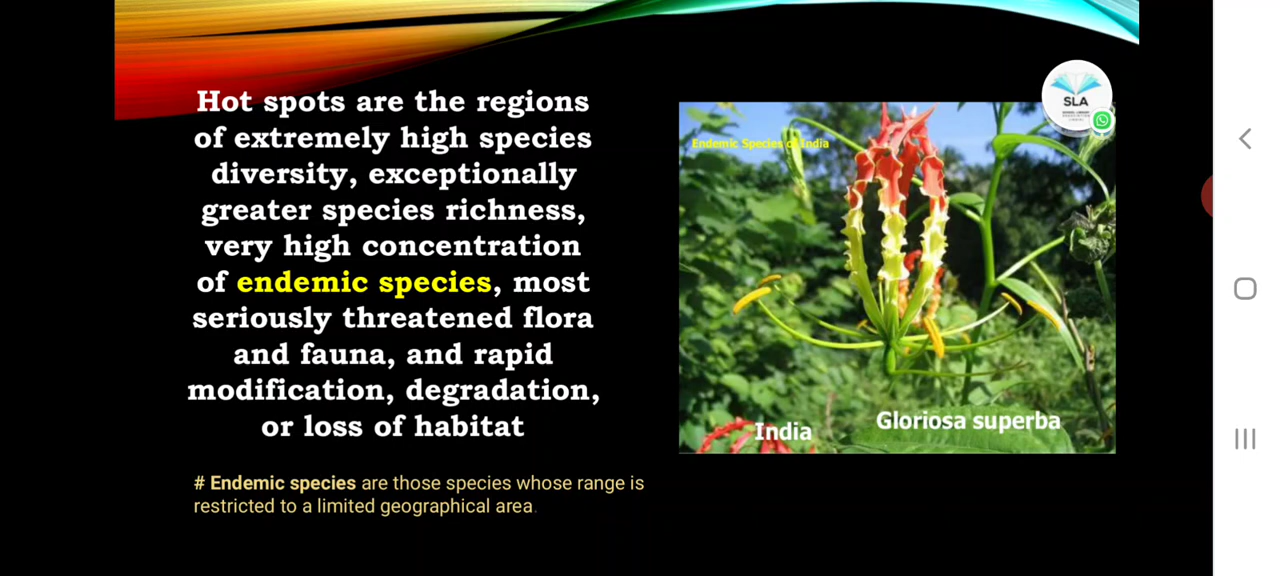 Hot spots are the regions
of extremely high species
diversity, exceptionally
greater species richness,
very high concentration
of endemic species, most
seriously threatened flora
and fauna, and rapid
modification, degradation,
or loss of habitat
# Endemic species are those species whose range is
restricted to a limited geographical area.
SLA
Endemic Species of India
India
Gloriosa superba